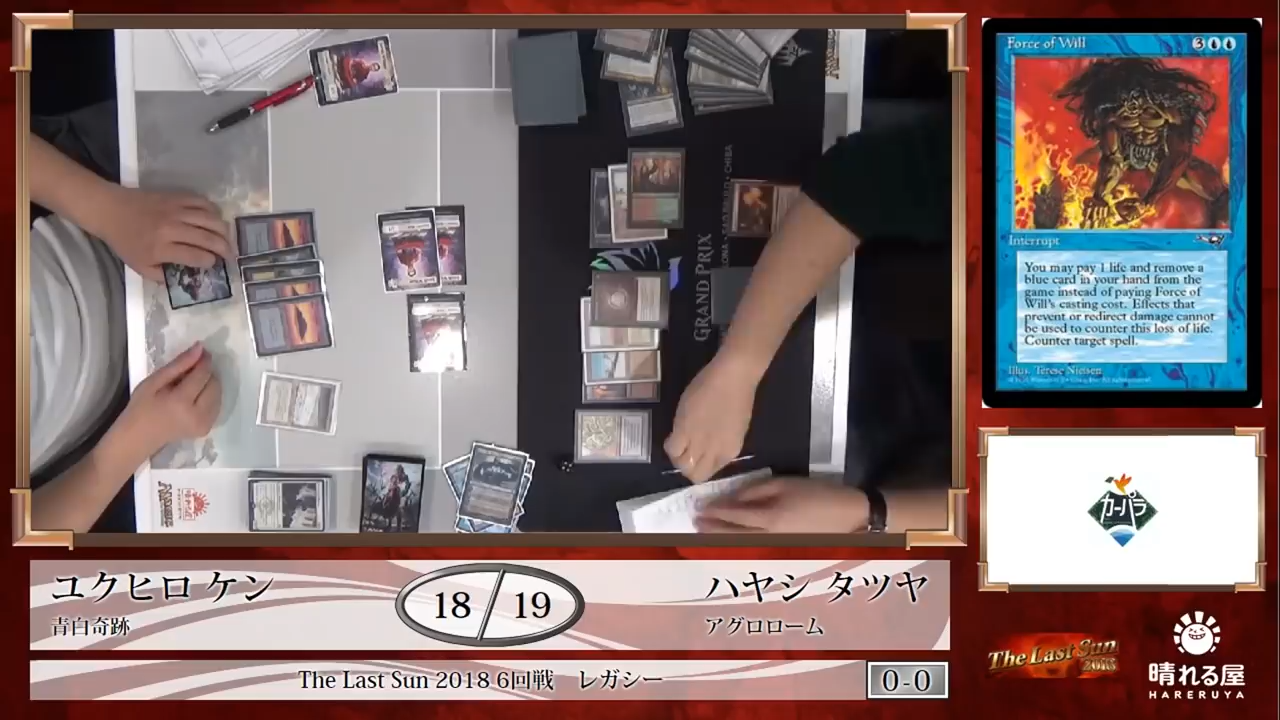 Force of Will
3
Interrupt
You may pay 1 life and remove a
blue card in your hand from the
game instead of paying Force of
Will's casting cost. Effects that
prevent or redirect damage cannot
be used to counter this loss of life.
Counter target spell.
Illus. Terese Nielsen
GRAND PRIX
CHIBA
カーパラ
ユクヒロ ケン
青白奇跡
18/19
ハヤシ タツヤ
アグロローム
The Last Sun 2018 6回戦 レガシー
0-0
The Last Sun
2018
晴れる屋
HARERUYA